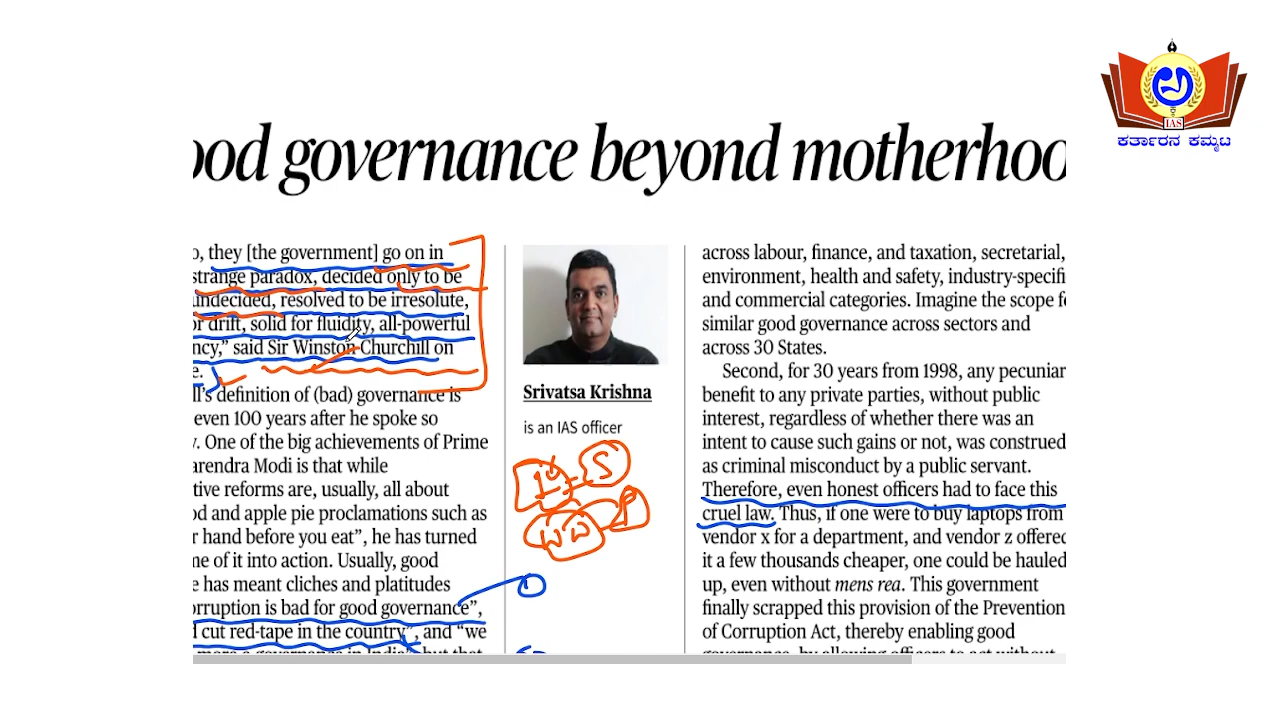 IAS
ಕರ್ತಾರನ ಕಮ್ಮಟ
ood governance beyond motherhoo
o, they [the government] go on in
strange paradox, decided only to be
undecided, resolved to be irresolute,
or drift, solid for fluidity, all-powerful
ncy,” said Sir Winston Churchill on
e.
ll’s definition of (bad) governance is
even 100 years after he spoke so
y. One of the big achievements of Prime
arendra Modi is that while
tive reforms are, usually, all about
od and apple pie proclamations such as
r hand before you eat”, he has turned
ne of it into action. Usually, good
e has meant cliches and platitudes
orruption is bad for good governance”,
l cut red-tape in the country”, and “we
Srivatsa Krishna
is an IAS officer
S
across labour, finance, and taxation, secretarial,
environment, health and safety, industry-specifi
and commercial categories. Imagine the scope fo
similar good governance across sectors and
across 30 States.
Second, for 30 years from 1998, any pecuniar
benefit to any private parties, without public
interest, regardless of whether there was an
intent to cause such gains or not, was construed
as criminal misconduct by a public servant.
Therefore, even honest officers had to face this
cruel law. Thus, if one were to buy laptops from
vendor x for a department, and vendor z offered
it a few thousands cheaper, one could be hauled
up, even without mens rea. This government
finally scrapped this provision of the Prevention
of Corruption Act, thereby enabling good